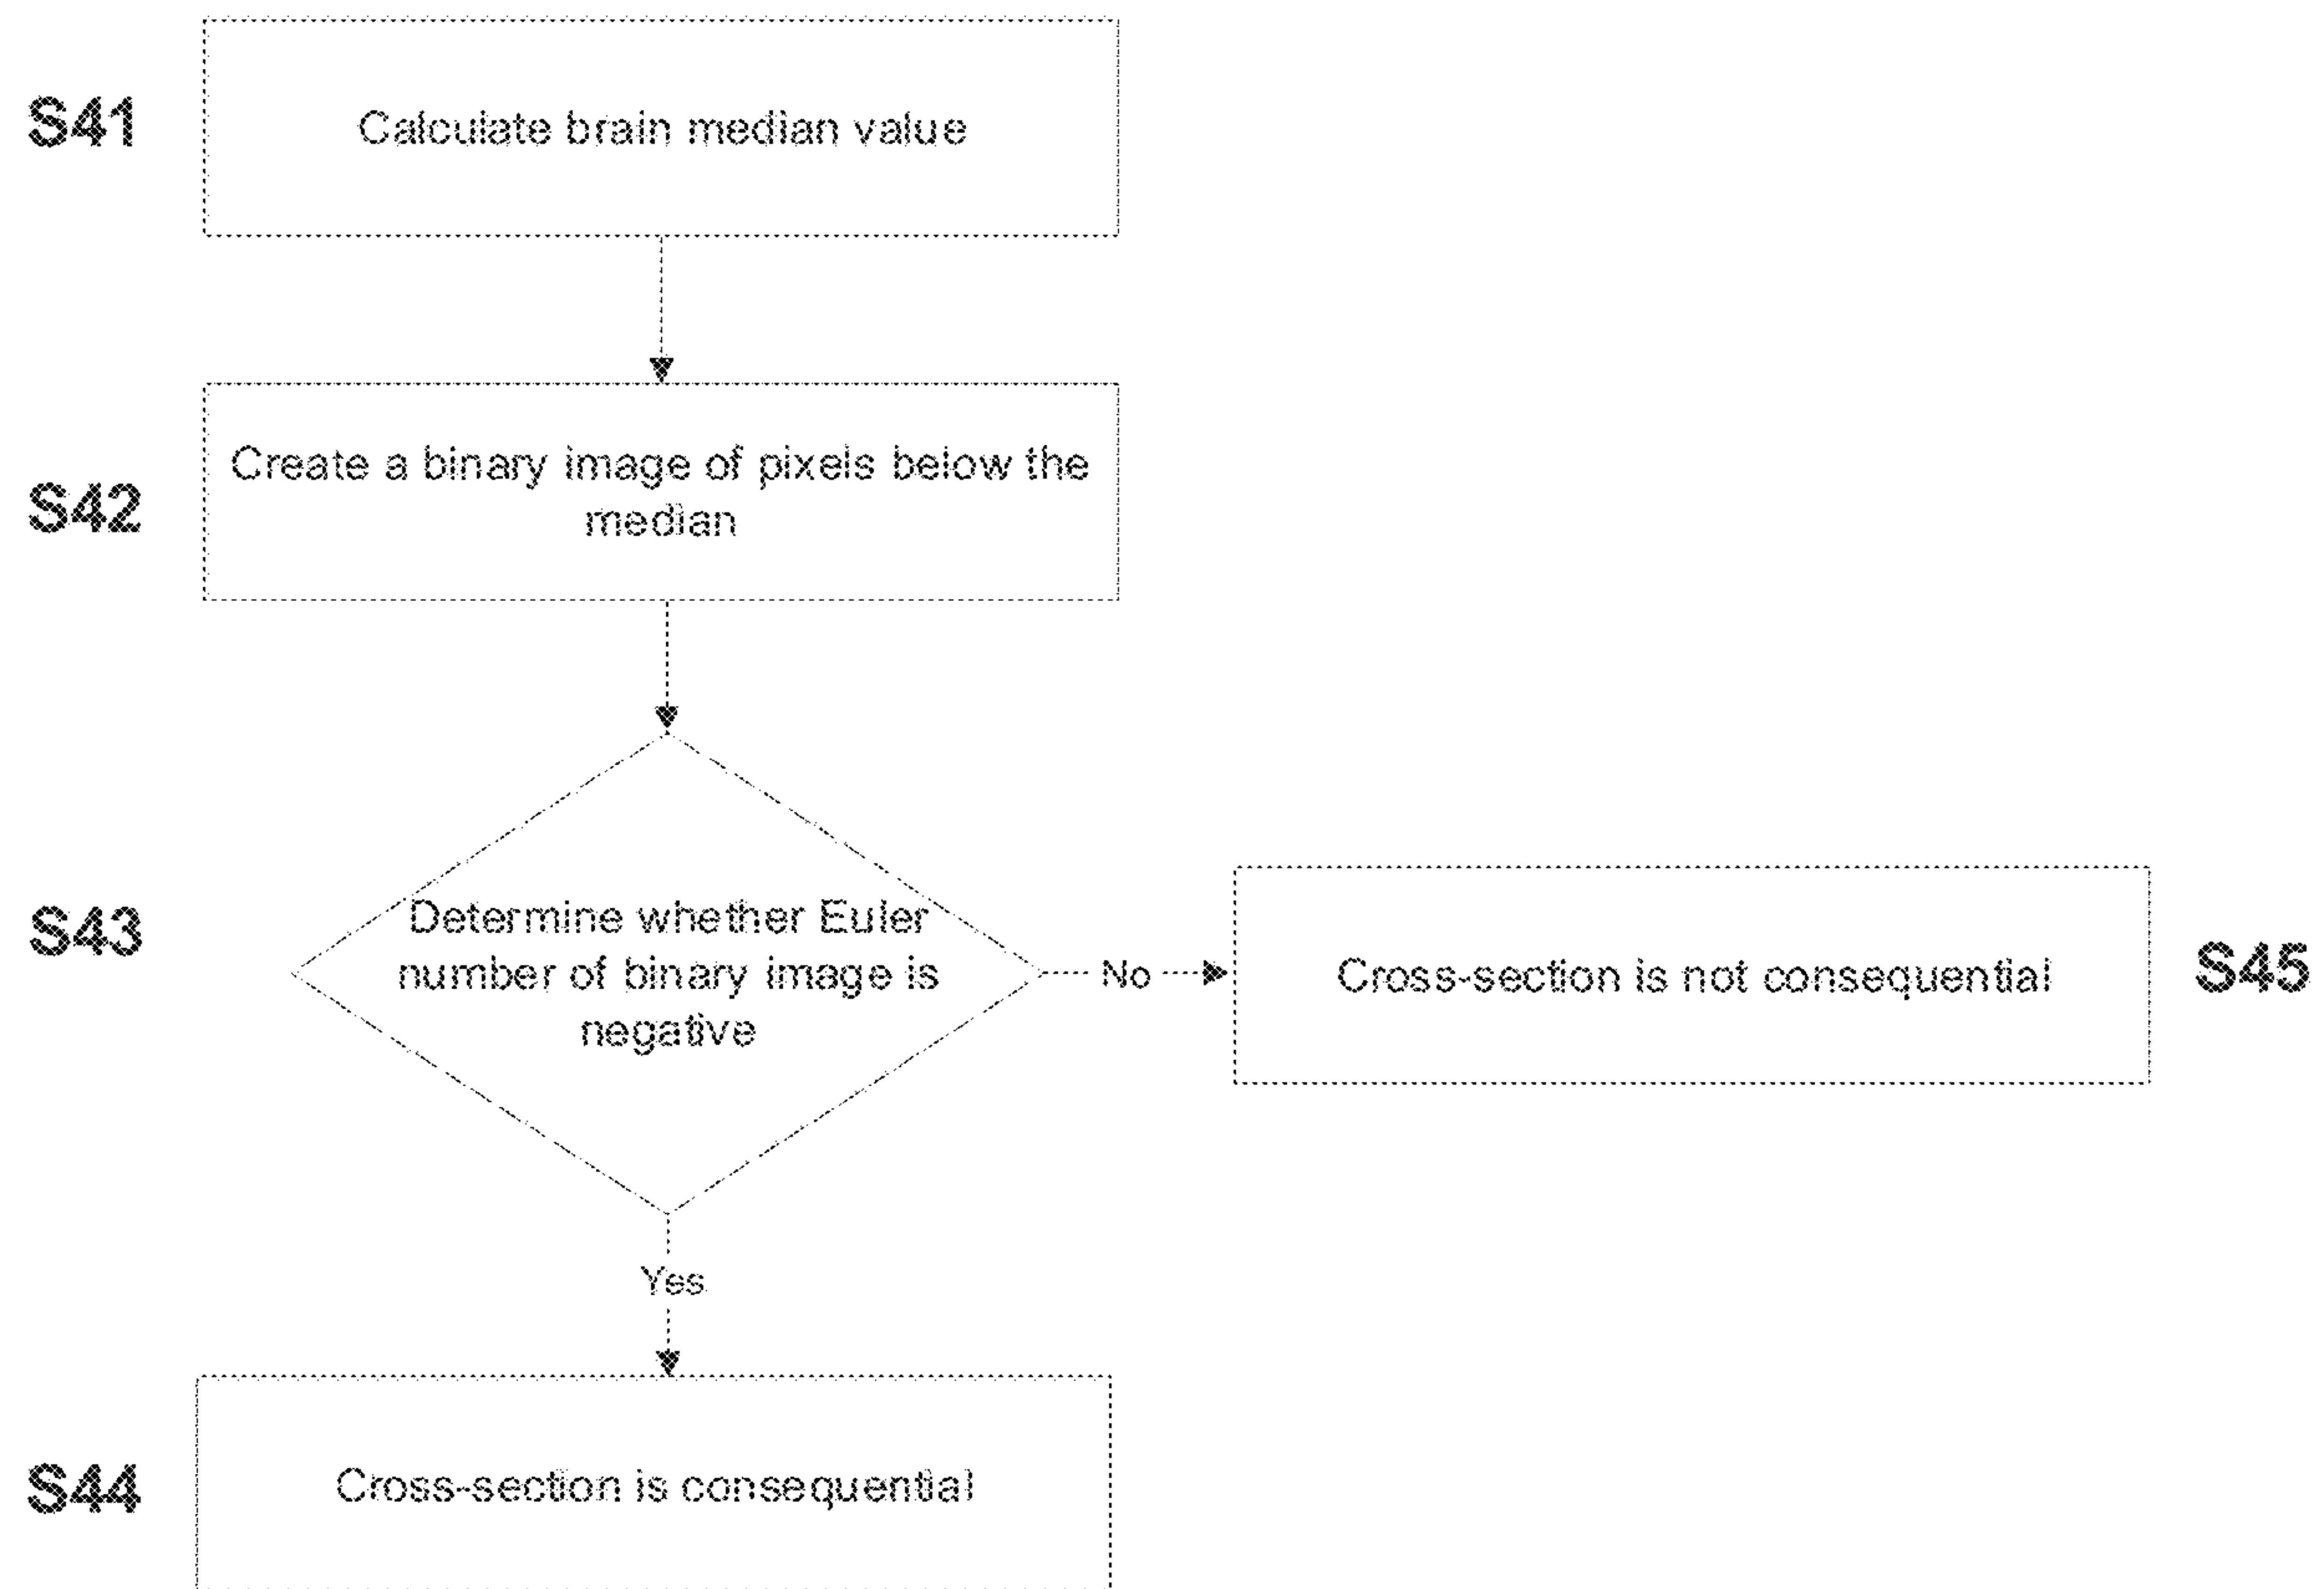 S41
Calculate brain median value
S42
Create a binary image of pixels below the
median
S43
Determine whether Euler
number of binary image is
negative
No
Cross-section is not consequential
S45
Yes
S44
Cross-section is consequential